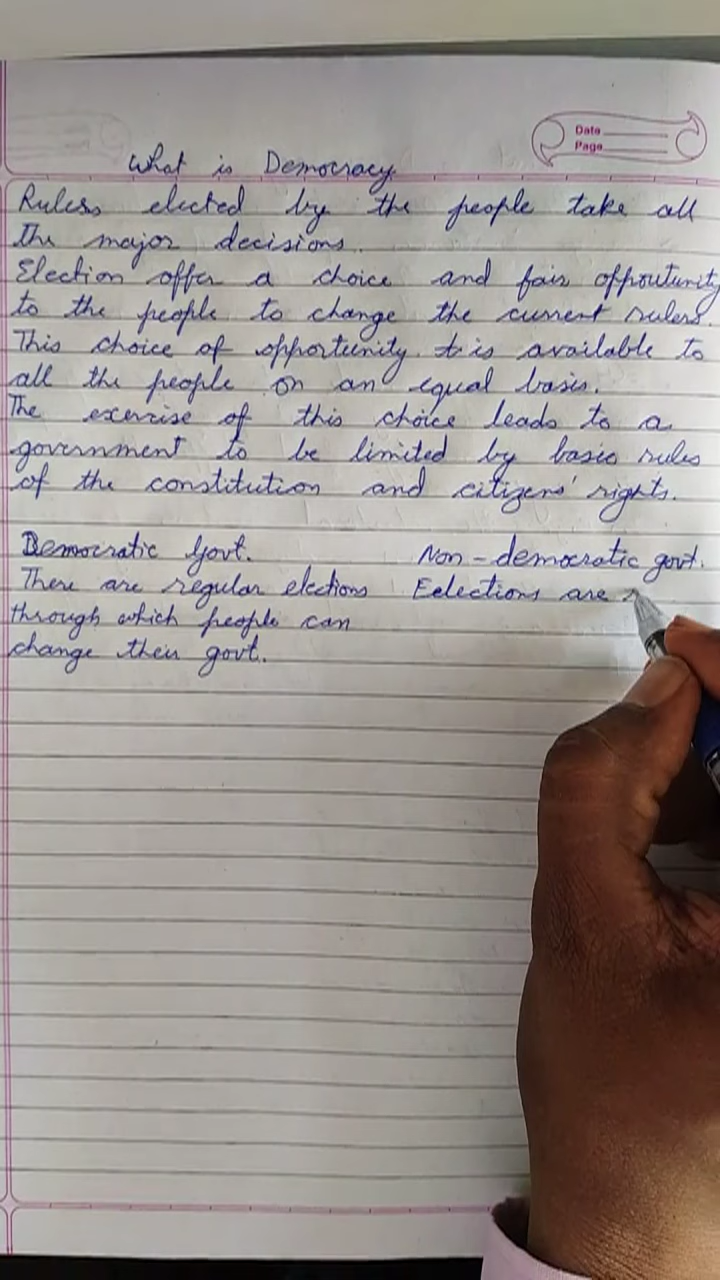 Date
Page
What is Democracy
Rulers elected by the people take all
the major decisions.
Election offer a choice and fair opportunity
to the people to change the current rulers.
This choice of opportunity is available to
all the people on an equal basis.
The exercise of this choice leads to a
government to be limited by basic rules
of the constitution and citizens' rights.
Democratic Govt. Non-democratic govt.
There are regular elections Eelections are
through which people can
change their govt.